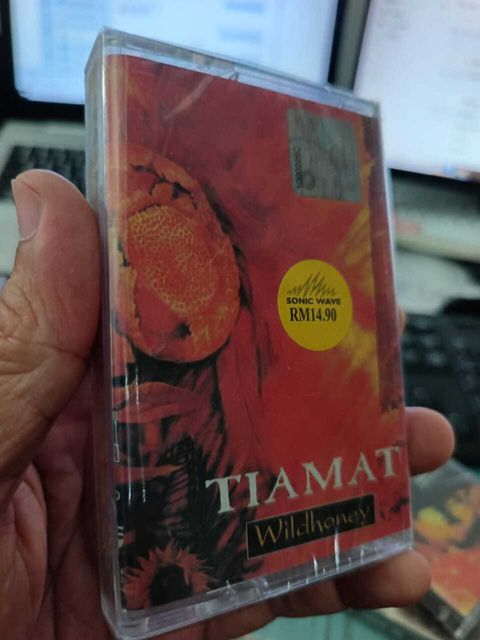 SONIC WAVE
RM14.90
TIAMAT
Wildhoney